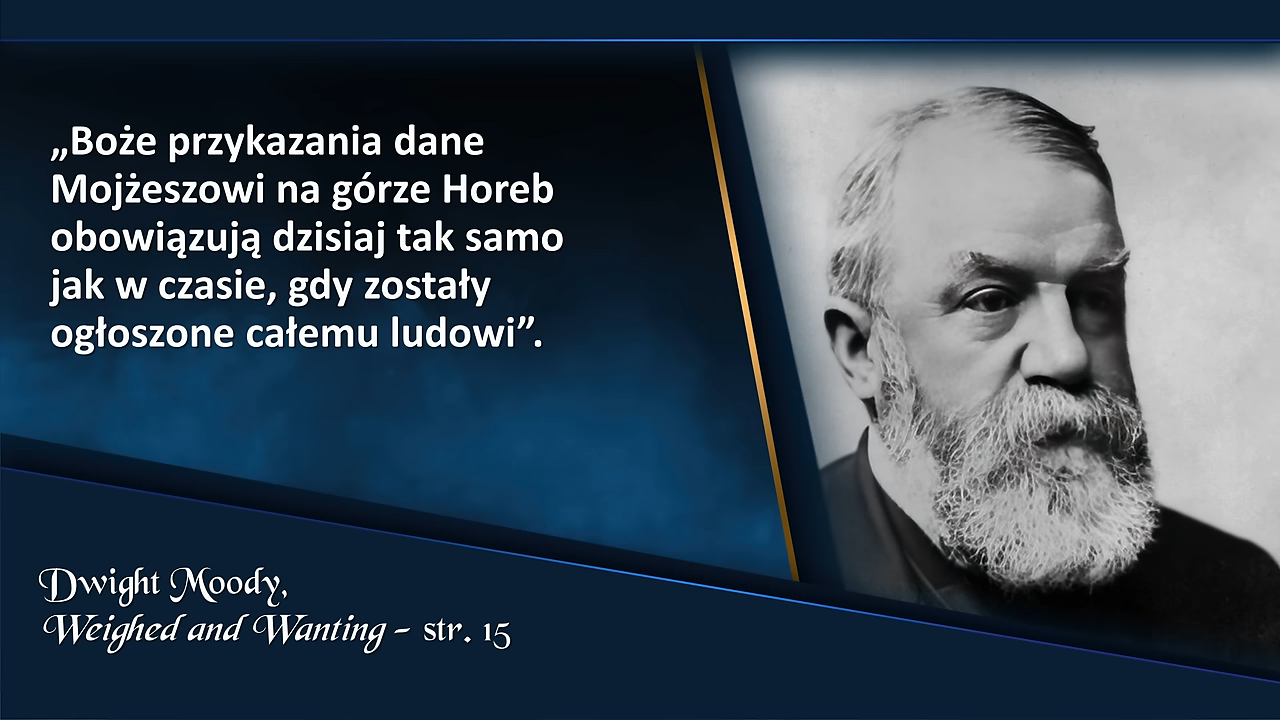 „Boże przykazania dane
Mojżeszowi na górze Horeb
obowiązują dzisiaj tak samo
jak w czasie, gdy zostały
ogłoszone całemu ludowi”.
Dwight Moody,
Weighed and Wanting – str. 15